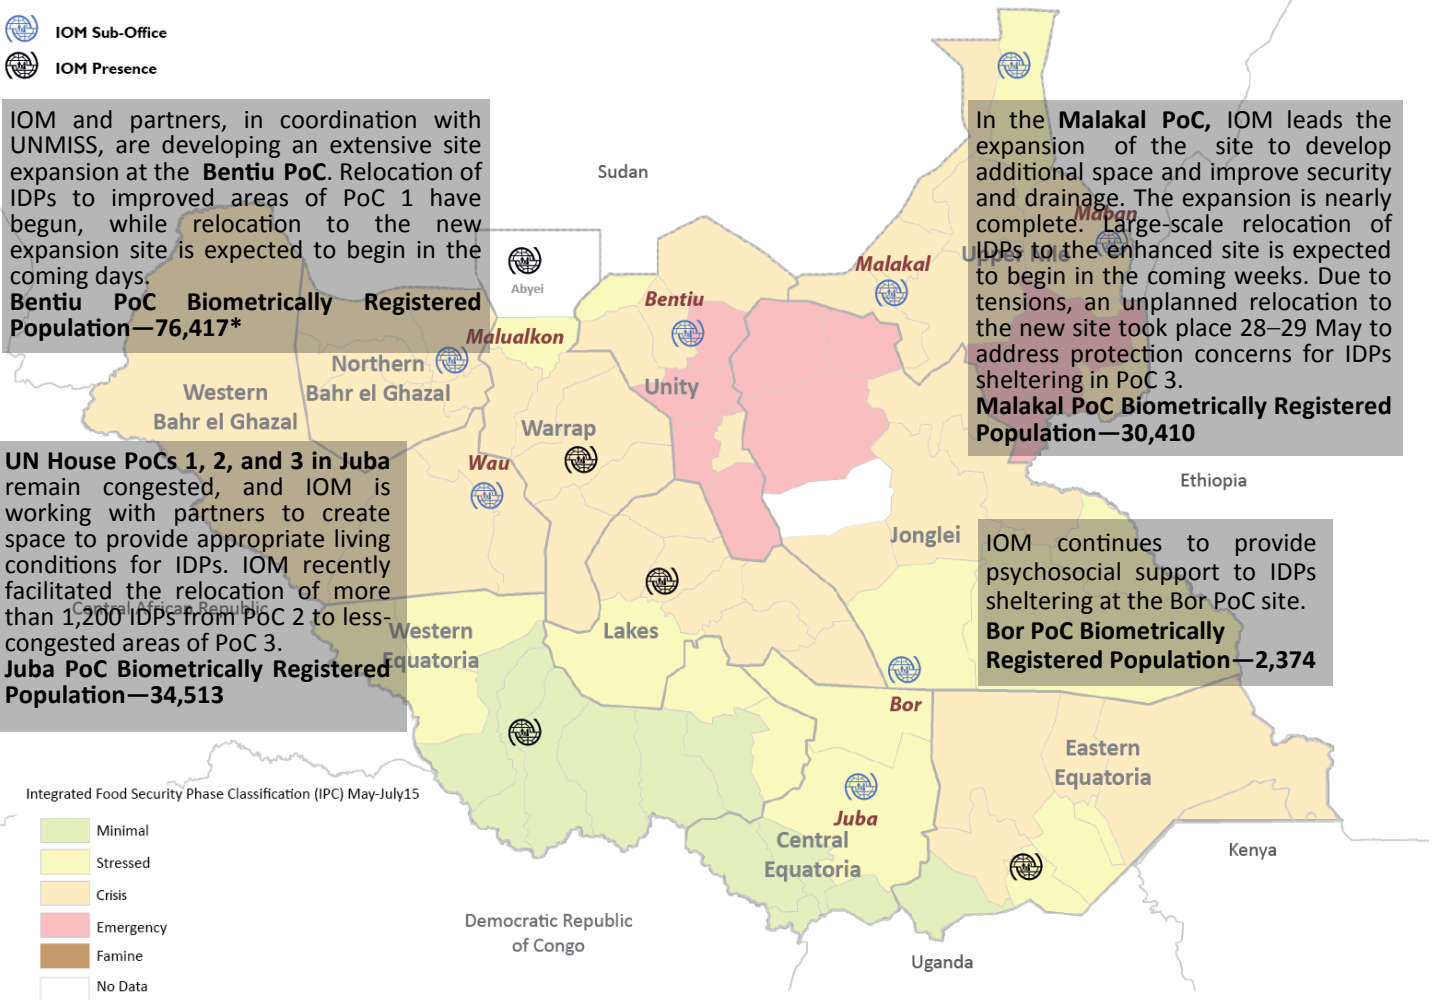 IOM Sub-Office
IOM Presence
IOM and partners, in coordination with
UNMISS, are developing an extensive site
expansion at the Bentiu PoC. Relocation of
IDPs to improved areas of PoC 1 have
begun, while relocation to the new
expansion site is expected to begin in the
coming days.
Bentiu PoC Biometrically Registered
Population—76,417*
In the Malakal PoC, IOM leads the
expansion of the site to develop
additional space and improve security
and drainage. The expansion is nearly
complete. Large-scale relocation of
IDPs to the enhanced site is expected
to begin in the coming weeks. Due to
tensions, an unplanned relocation to
the new site took place 28–29 May to
address protection concerns for IDPs
sheltering in PoC 3.
Malakal PoC Biometrically Registered
Population—30,410
UN House PoCs 1, 2, and 3 in Juba
remain congested, and IOM is
working with partners to create
space to provide appropriate living
conditions for IDPs. IOM recently
facilitated the relocation of more
than 1,200 IDPs from PoC 2 to less-
congested areas of PoC 3.
Juba PoC Biometrically Registered
Population—34,513
IOM continues to provide
psychosocial support to IDPs
sheltering at the Bor PoC site.
Bor PoC Biometrically
Registered Population—2,374
Sudan
Maban
Upper Nile
Malakal
Abyei
Bentiu
Malualkon
Northern
Bahr el Ghazal
Western
Bahr el Ghazal
Unity
Warrap
Wau
Ethiopia
Jonglei
Central African Republic
Western
Equatoria
Lakes
Bor
Eastern
Equatoria
Juba
Central
Equatoria
Kenya
Democratic Republic
of Congo
Uganda
Integrated Food Security Phase Classification (IPC) May-July15
Minimal
Stressed
Crisis
Emergency
Famine
No Data